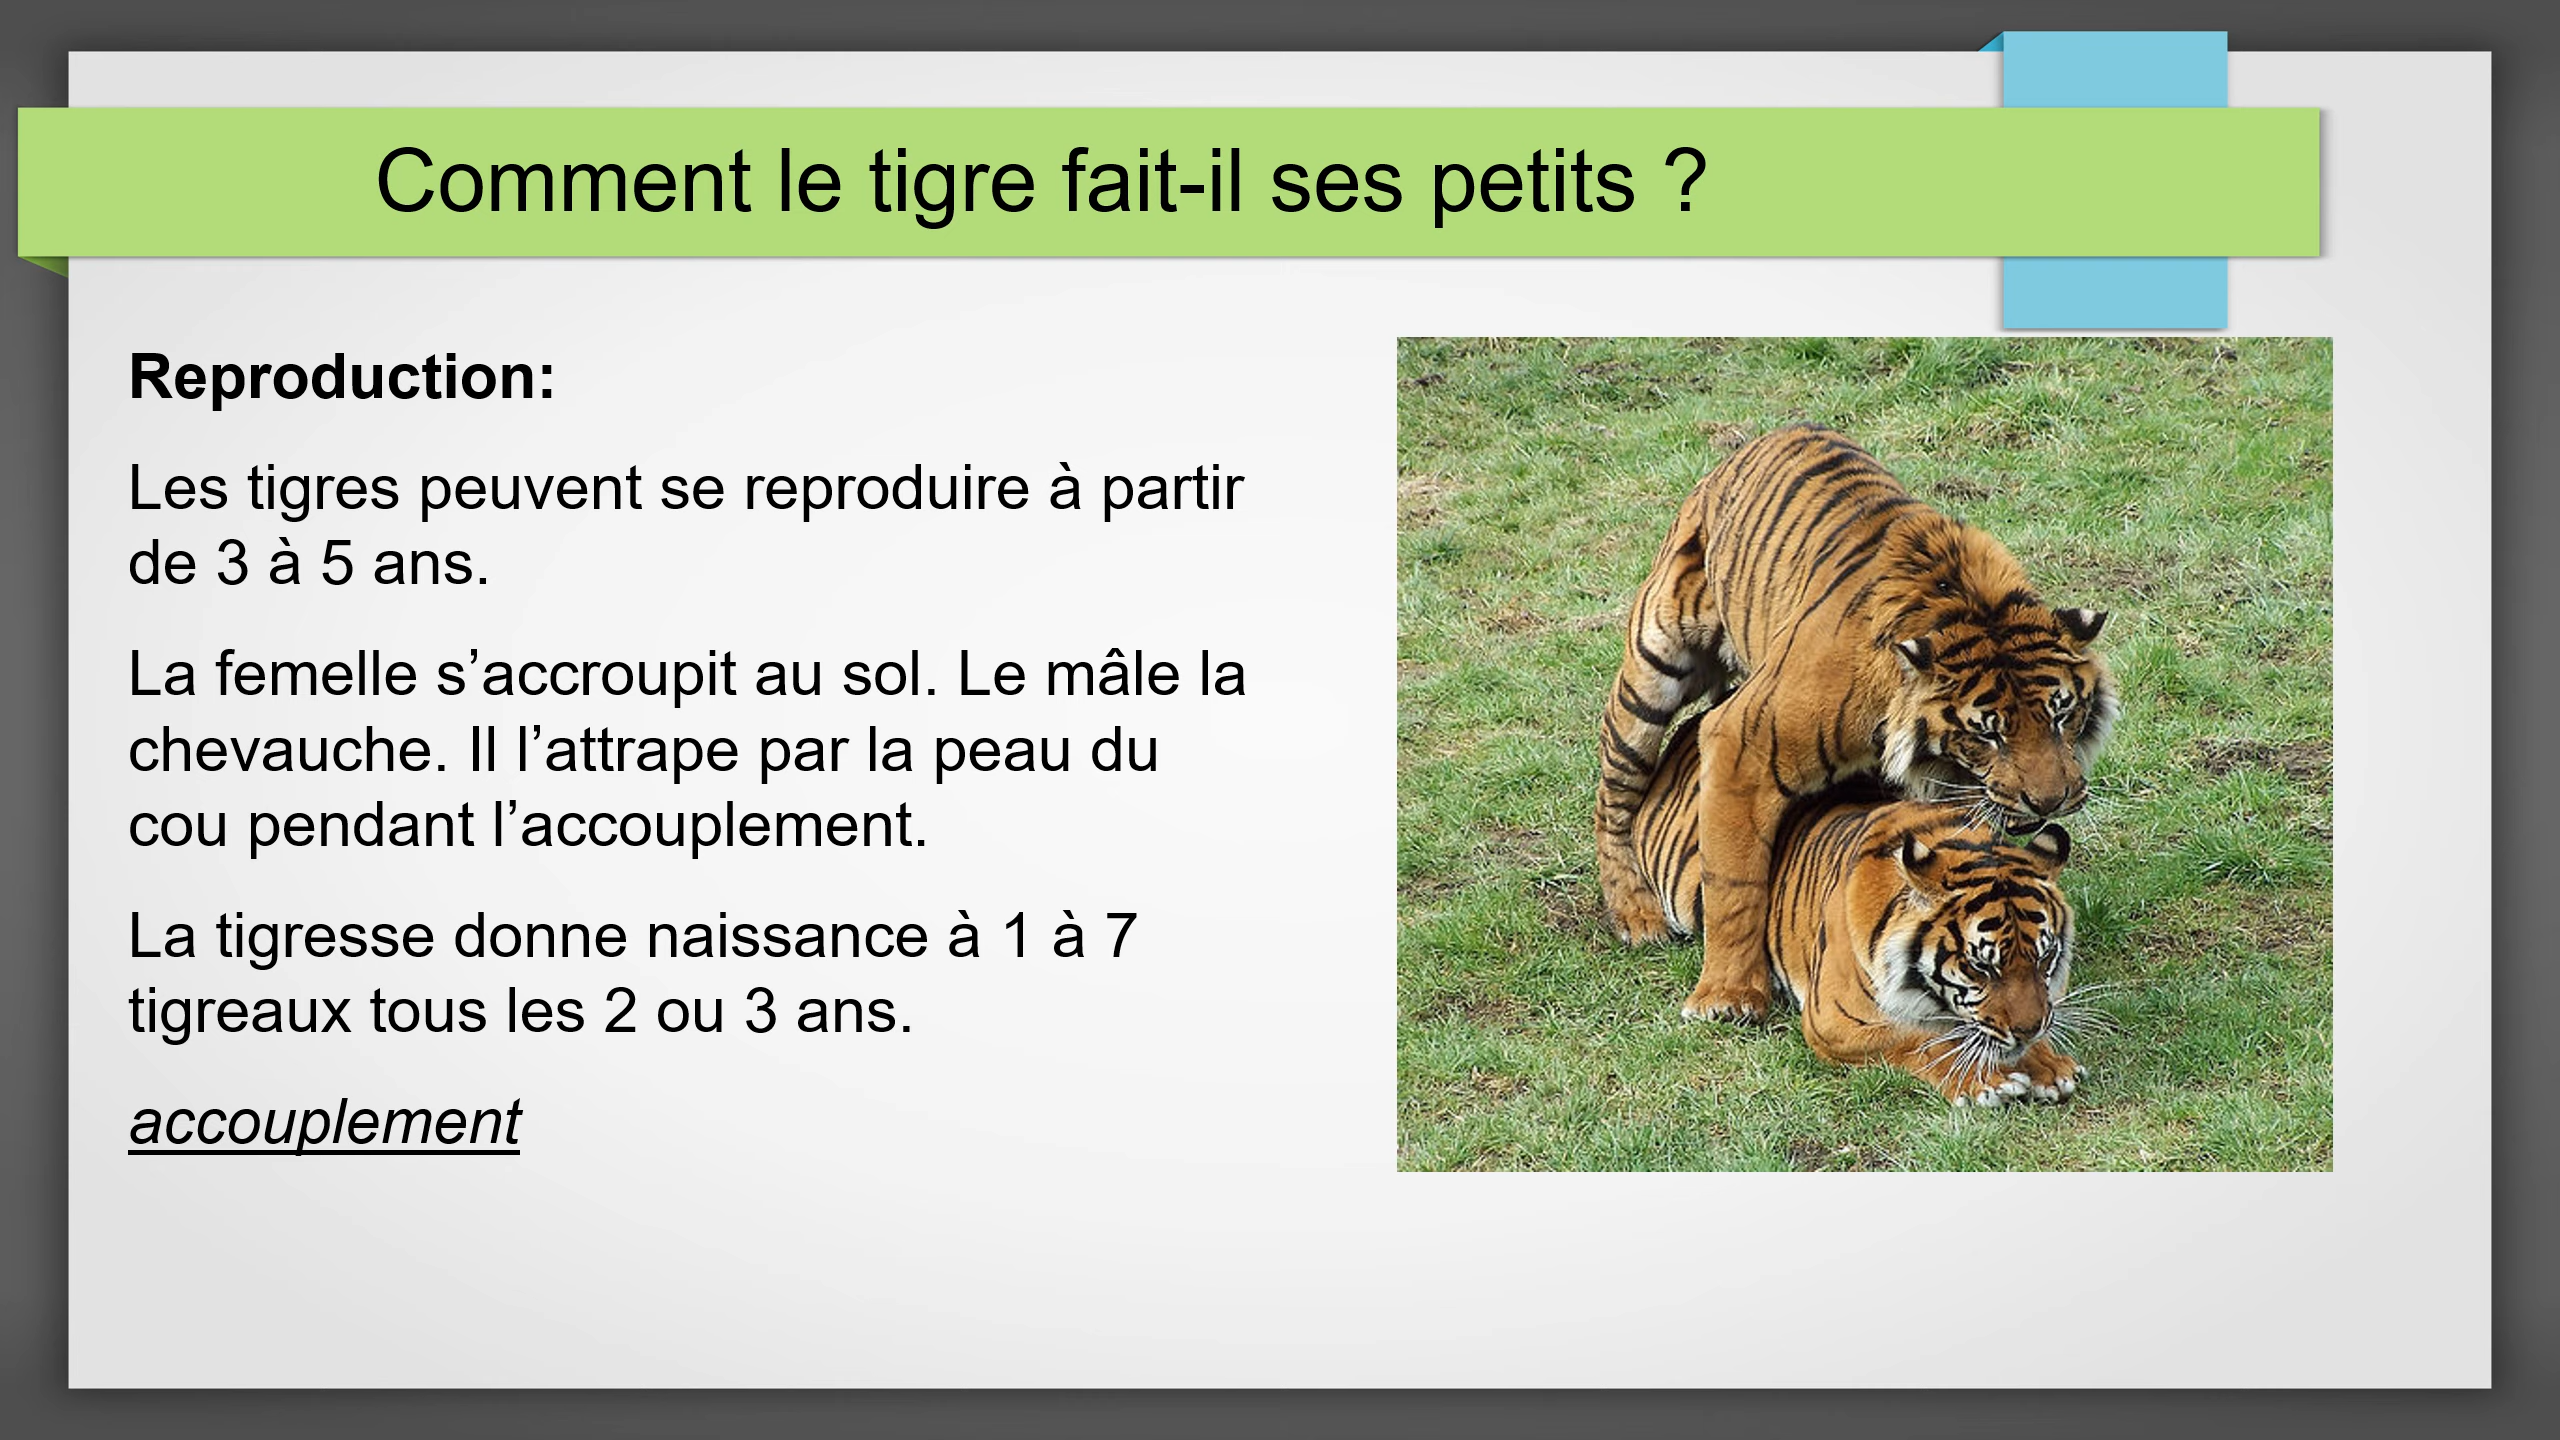 Comment le tigre fait-il ses petits ?
Reproduction:
Les tigres peuvent se reproduire à partir
de 3 à 5 ans.
La femelle s’accroupit au sol. Le mâle la
chevauche. Il l’attrape par la peau du
cou pendant l’accouplement.
La tigresse donne naissance à 1 à 7
tigreaux tous les 2 ou 3 ans.
accouplement